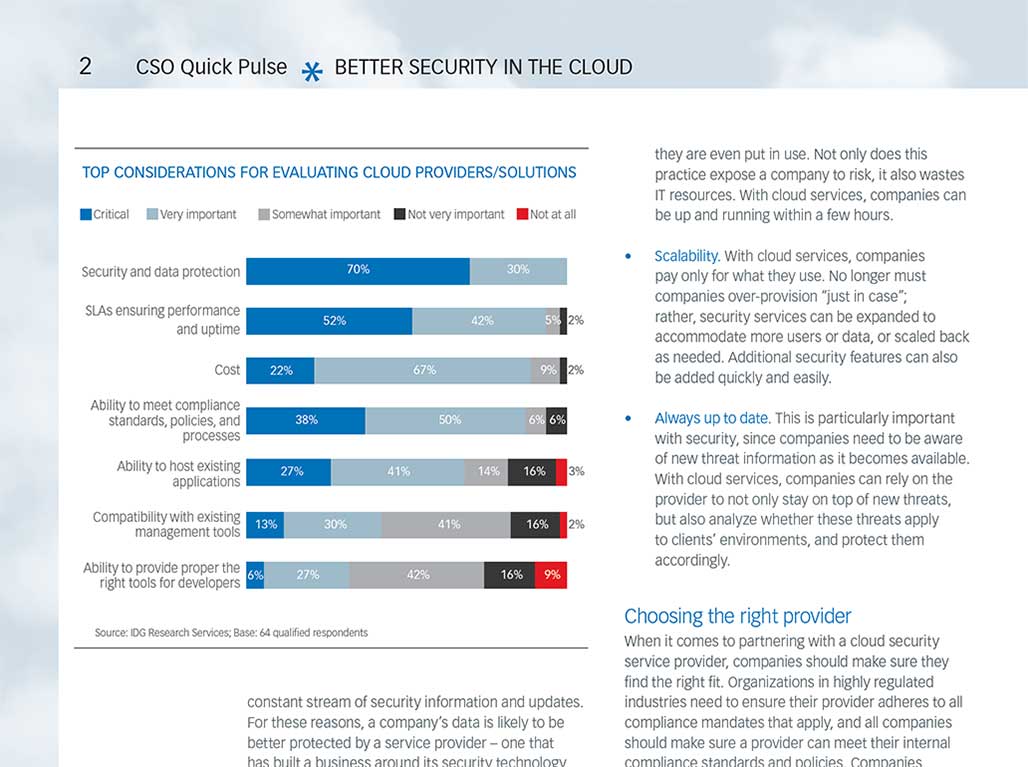 2 CSO Quick Pulse * BETTER SECURITY IN THE CLOUD
TOP CONSIDERATIONS FOR EVALUATING CLOUD PROVIDERS/SOLUTIONS
Critical Very important Somewhat important Not very important Not at all
Security and data protection 70% 30%
SLAs ensuring performance
and uptime 52% 42% 5% 2%
Cost 22% 67% 9% 2%
Ability to meet compliance
standards, policies, and
processes 38% 50% 6% 6%
Ability to host existing
applications 27% 41% 14% 16% 3%
Compatibility with existing
management tools 13% 30% 41% 16% 2%
Ability to provide proper the
right tools for developers 6% 27% 42% 16% 9%
Source: IDG Research Services; Base: 64 qualified respondents
constant stream of security information and updates.
For these reasons, a company’s data is likely to be
better protected by a service provider – one that
has built a business around its security technology
they are even put in use. Not only does this
practice expose a company to risk, it also wastes
IT resources. With cloud services, companies can
be up and running within a few hours.
• Scalability. With cloud services, companies
pay only for what they use. No longer must
companies over-provision “just in case”;
rather, security services can be expanded to
accommodate more users or data, or scaled back
as needed. Additional security features can also
be added quickly and easily.
• Always up to date. This is particularly important
with security, since companies need to be aware
of new threat information as it becomes available.
With cloud services, companies can rely on the
provider to not only stay on top of new threats,
but also analyze whether these threats apply
to clients’ environments, and protect them
accordingly.
Choosing the right provider
When it comes to partnering with a cloud security
service provider, companies should make sure they
find the right fit. Organizations in highly regulated
industries need to ensure their provider adheres to all
compliance mandates that apply, and all companies
should make sure a provider can meet their internal
compliance standards and policies. Companies